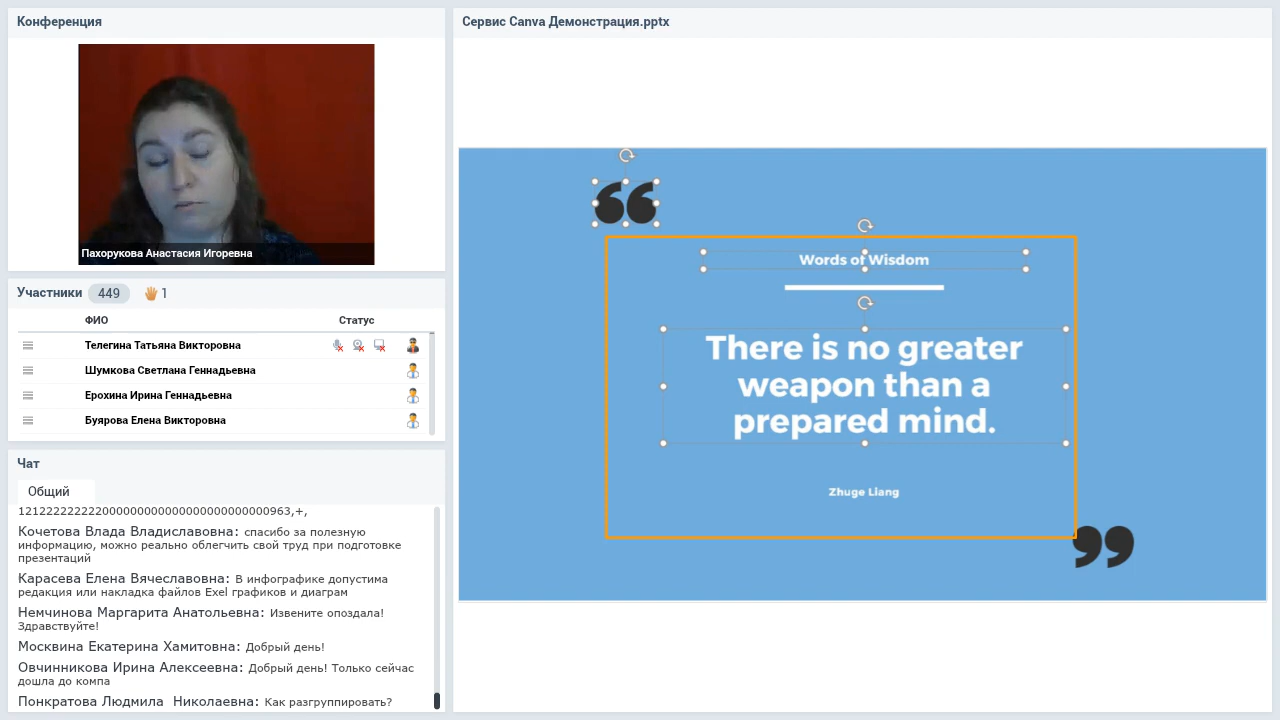 Конференция
Пахорукова Анастасия Игоревна
Участники 449 1
ФИО Статус
Телегина Татьяна Викторовна
Шумкова Светлана Геннадьевна
Ерохина Ирина Геннадьевна
Буярова Елена Викторовна
Чат
Общий
Кочетова Влада Владиславовна: спасибо за полезную
информацию, можно реально облегчить свой труд при подготовке
презентаций
Карасева Елена Вячеславовна: В инфографике допустима
редакция или накладка файлов Exel графиков и диаграм
Немчинова Маргарита Анатольевна: Извените опоздала!
Здравствуйте!
Москвина Екатерина Хамитовна: Добрый день!
Овчинникова Ирина Алексеевна: Добрый день! Только сейчас
дошла до компа
Понкратова Людмила Николаевна: Как разгруппировать?
Сервис Canva Демонстрация.pptx
“
Words of Wisdom
There is no greater
weapon than a
prepared mind.
Zhuge Liang
”